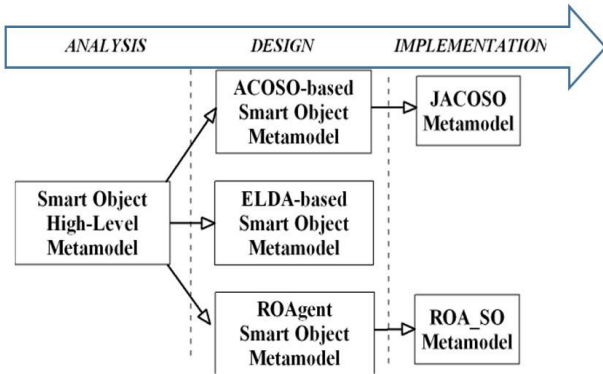 ANALYSIS DESIGN IMPLEMENTATION
ACOSO-based
Smart Object
Metamodel
JACOSO
Metamodel
Smart Object
High-Level
Metamodel
ELDA-based
Smart Object
Metamodel
ROAgent
Smart Object
Metamodel
ROA_SO
Metamodel